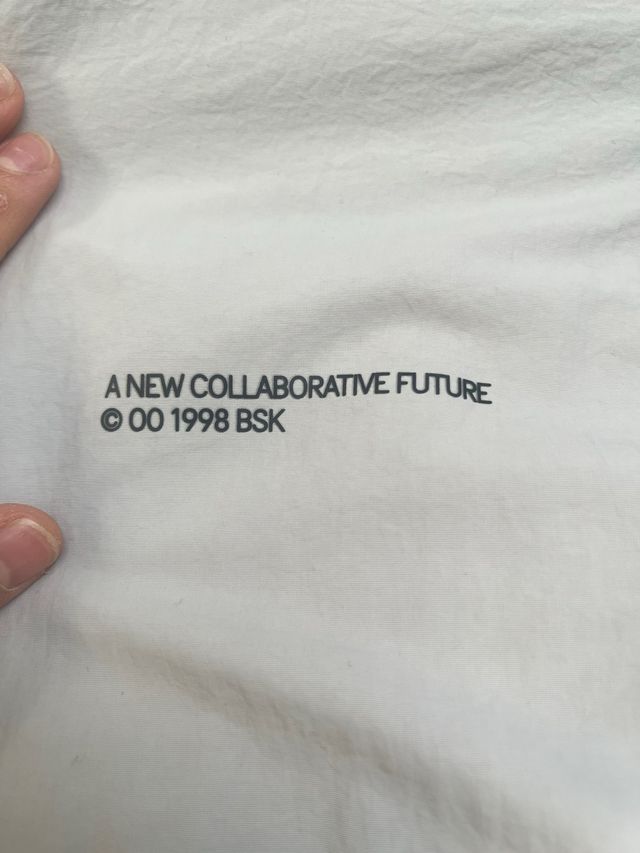 A NEW COLLABORATIVE FUTURE
© 00 1998 BSK